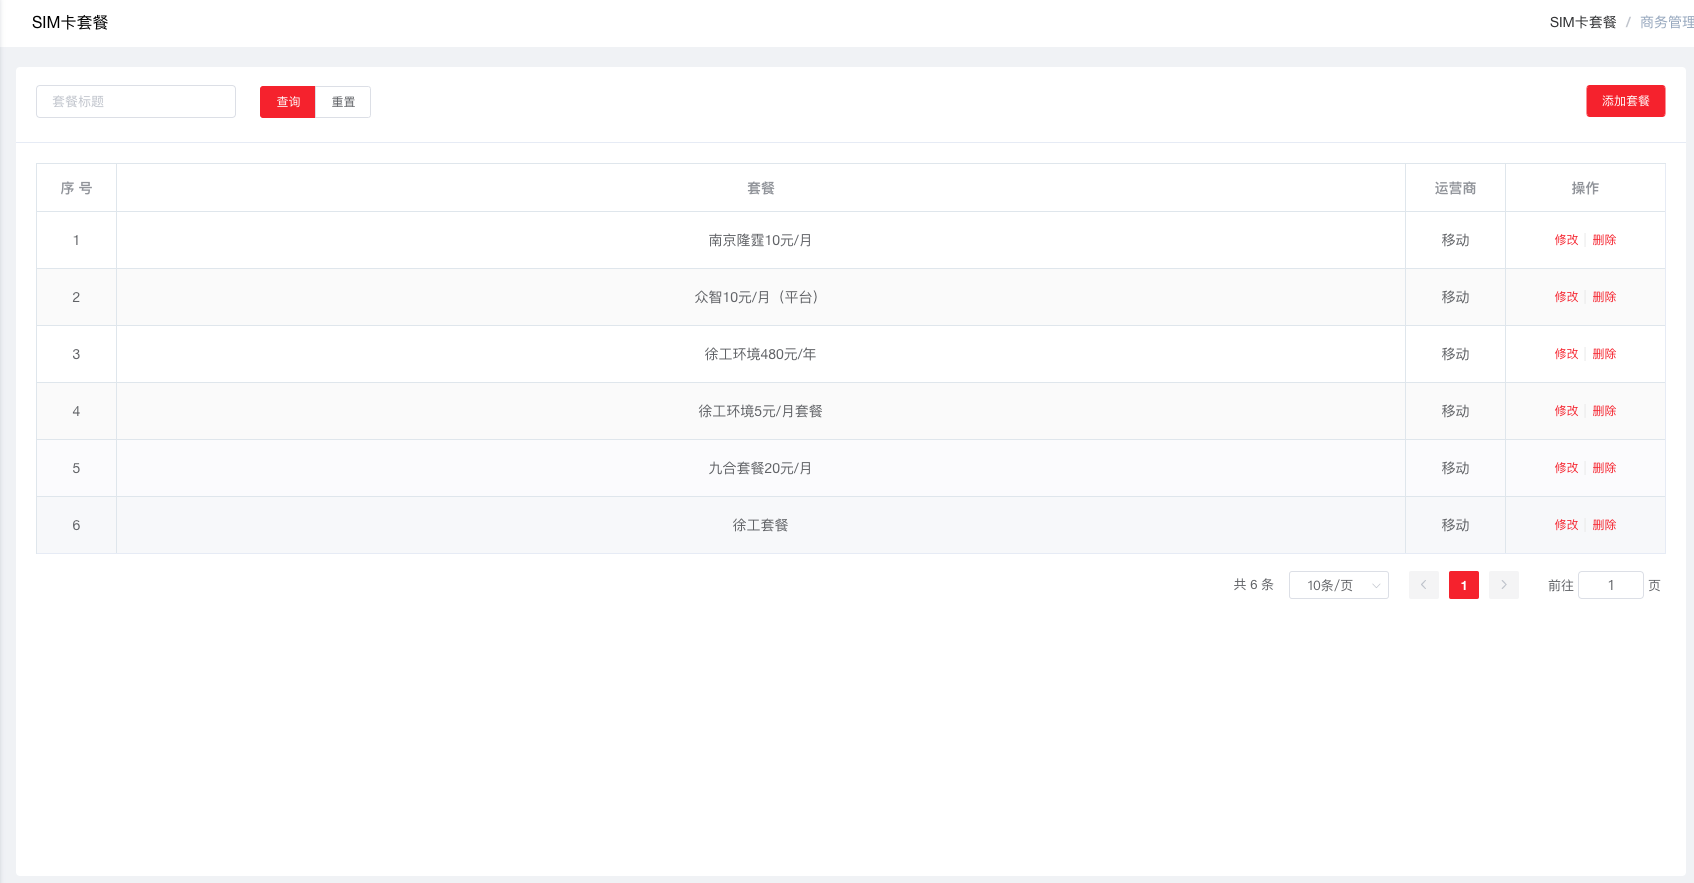 SIM卡套餐
SIM卡套餐 / 商务管理
套餐标题 查询 重置 添加套餐
序 号 套餐 运营商 操作
1 南京隆霆10元/月 移动 修改 删除
2 众智10元/月（平台） 移动 修改 删除
3 徐工环境480元/年 移动 修改 删除
4 徐工环境5元/月套餐 移动 修改 删除
5 九合套餐20元/月 移动 修改 删除
6 徐工套餐 移动 修改 删除
共 6 条 10条/页 1 前往 1 页